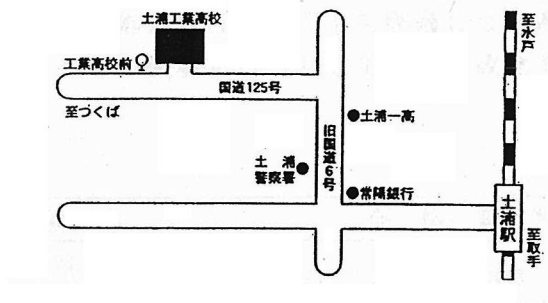 土浦工業高校
工業高校前
国道125号
至づくば
至水戸
土浦一高
旧国道6号
土浦
警察署
常陽銀行
土浦駅
至取手